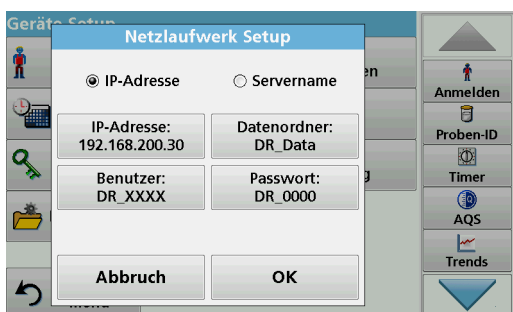 Geräte Setup
Netzlaufwerk Setup
IP-Adresse
Servername
IP-Adresse:
192.168.200.30
Datenordner:
DR_Data
Benutzer:
DR_XXXX
Passwort:
DR_0000
Abbruch
OK
Anmelden
Proben-ID
Timer
AQS
Trends